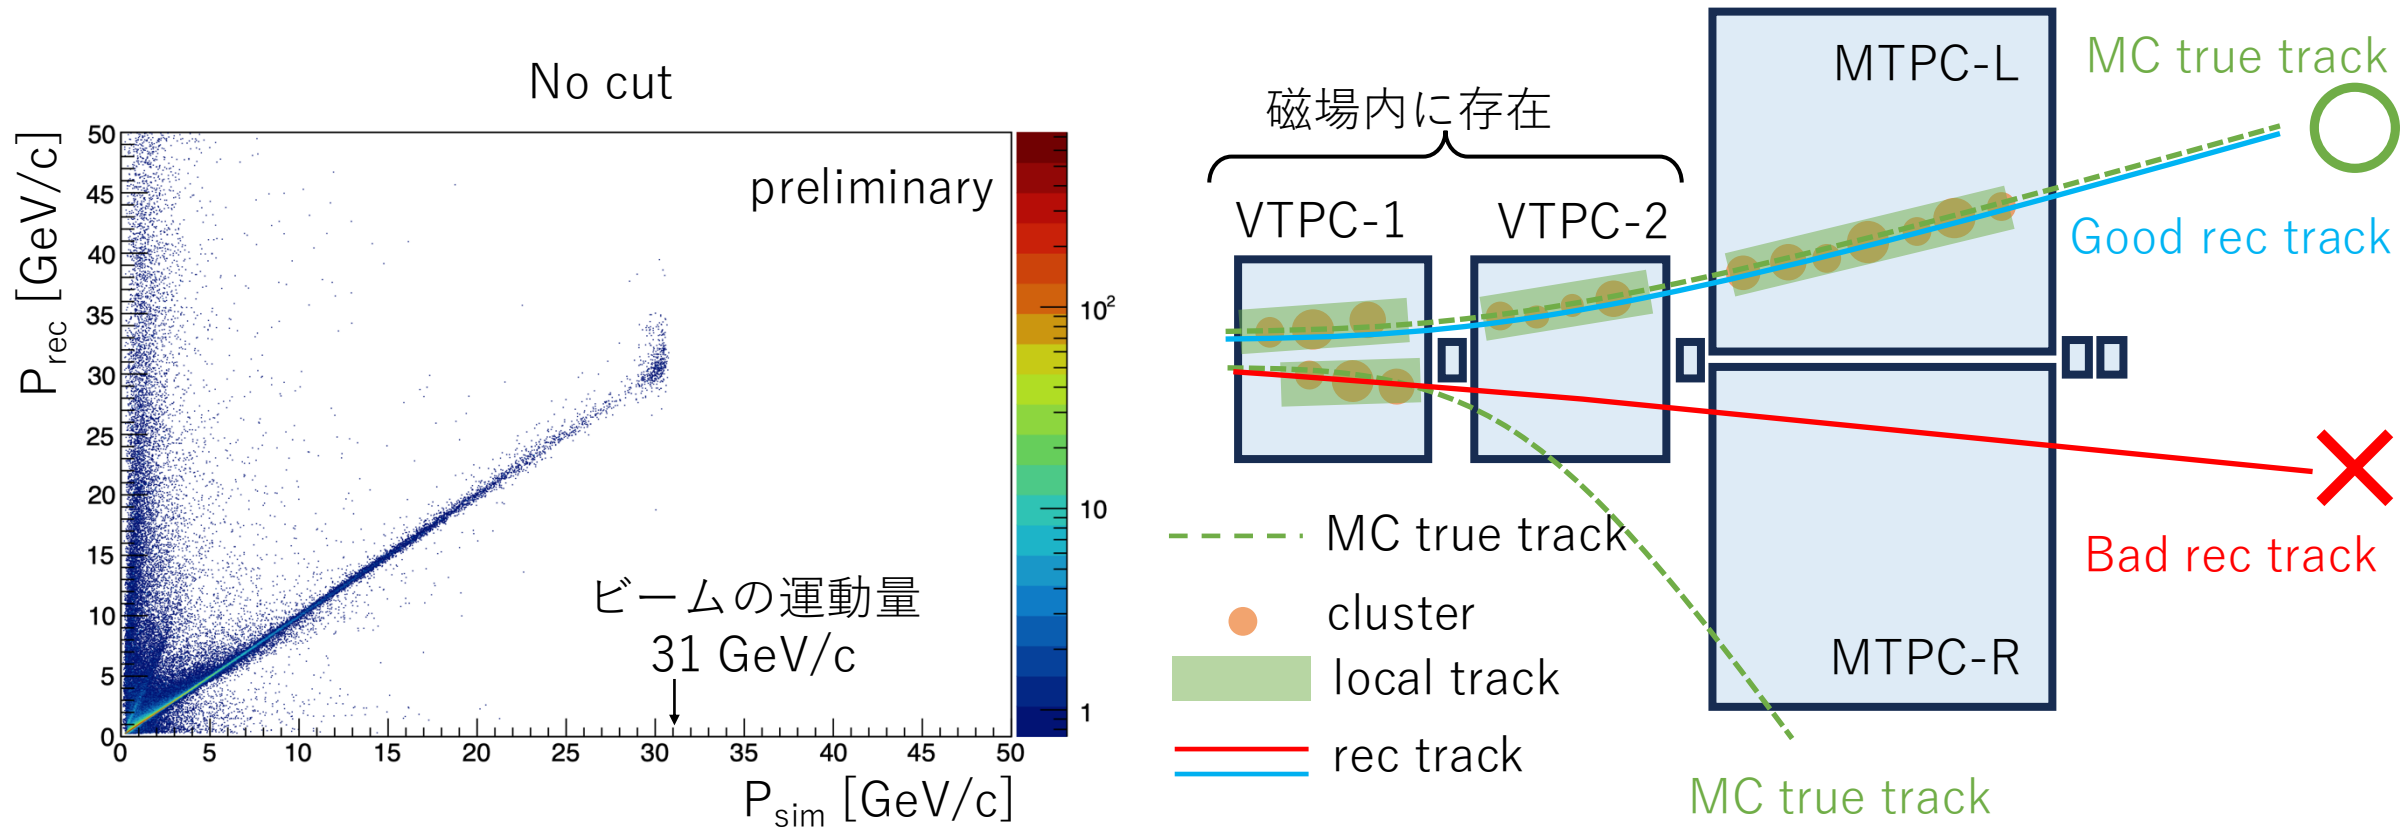 No cut
preliminary
P_rec [GeV/c]
50
45
40
35
30
25
20
15
10
5
0
0 5 10 15 20 25 30 35 40 45 50
P_sim [GeV/c]
10²
10
1
ビームの運動量
31 GeV/c
磁場内に存在
VTPC-1
VTPC-2
MTPC-L
MTPC-R
MC true track
Good rec track
Bad rec track
MC true track
MC true track
cluster
local track
rec track